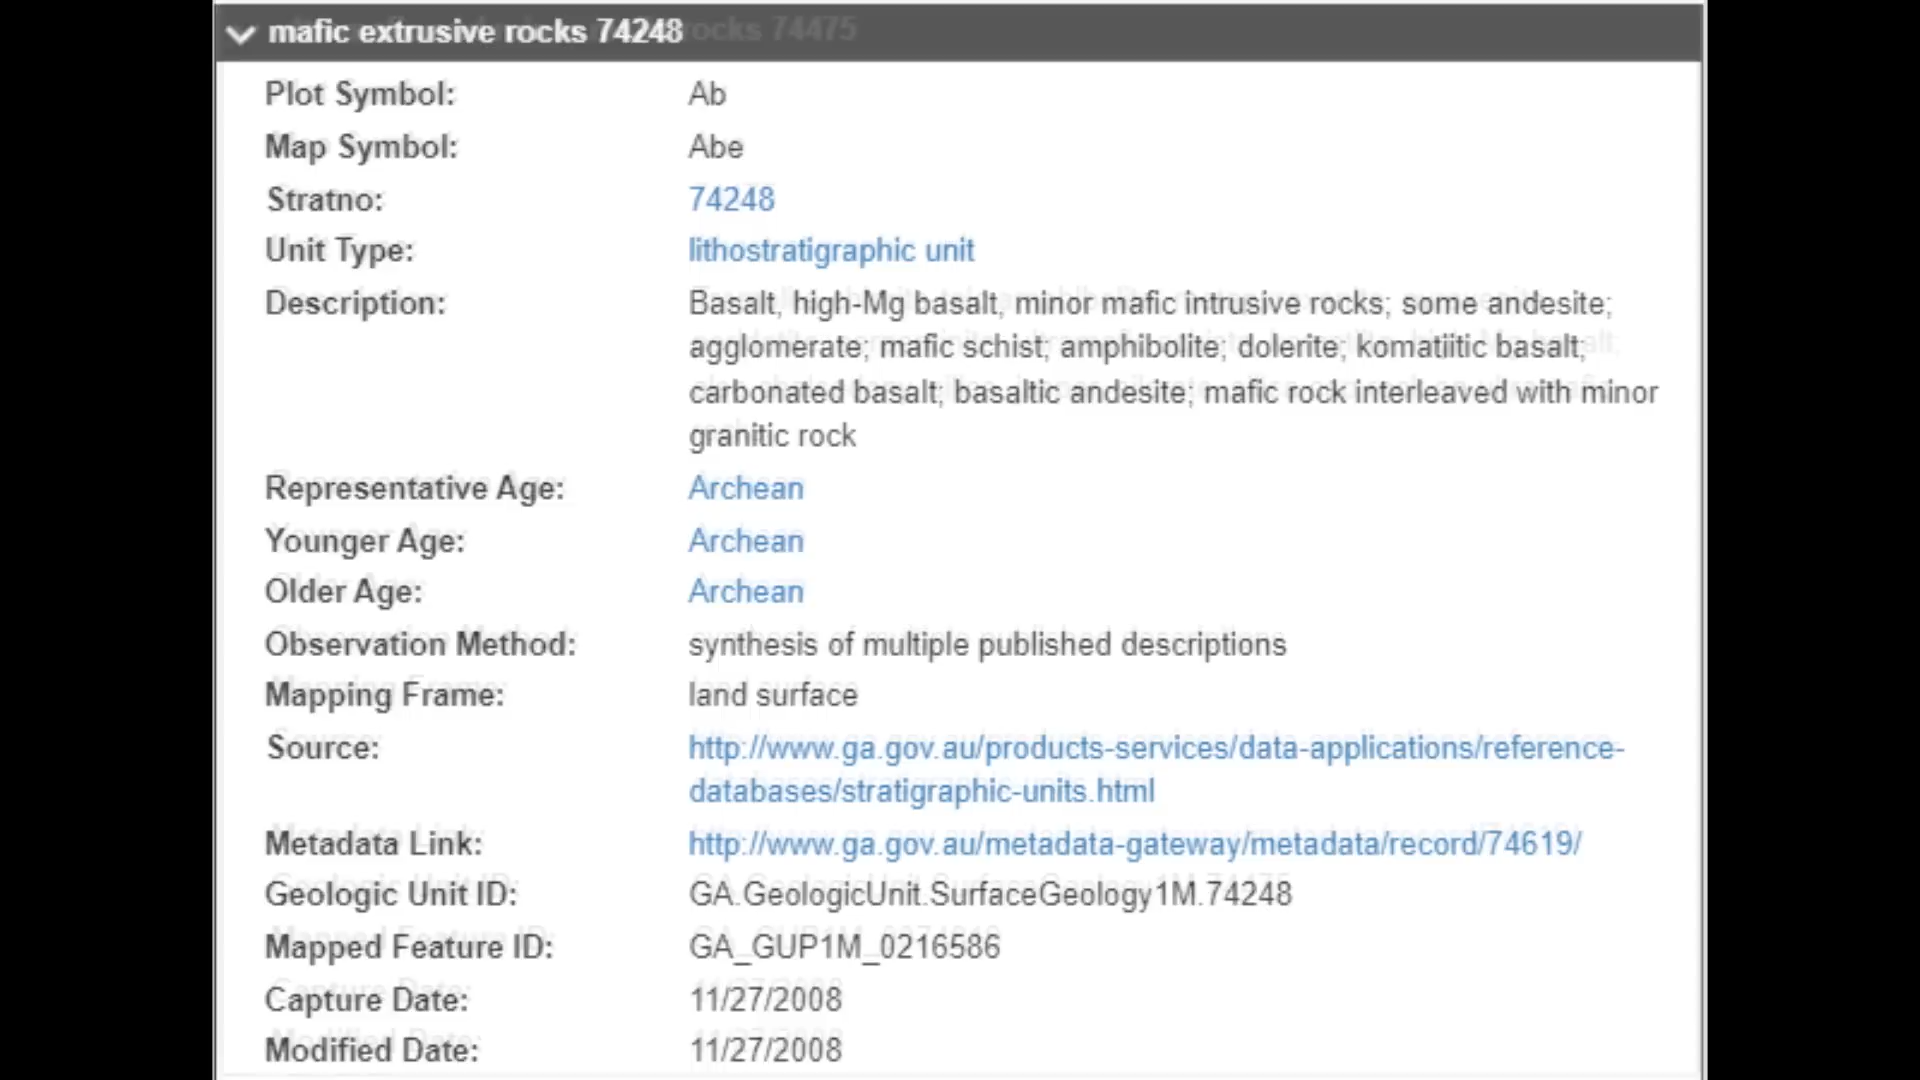 mafic extrusive rocks 74248 rocks 74475
Plot Symbol: Ab
Map Symbol: Abe
Stratno: 74248
Unit Type: lithostratigraphic unit
Description: Basalt, high-Mg basalt, minor mafic intrusive rocks; some andesite;
agglomerate; mafic schist; amphibolite; dolerite; komatiitic basalt;
carbonated basalt; basaltic andesite; mafic rock interleaved with minor
granitic rock
Representative Age: Archean
Younger Age: Archean
Older Age: Archean
Observation Method: synthesis of multiple published descriptions
Mapping Frame: land surface
Source: http://www.ga.gov.au/products-services/data-applications/reference-
databases/stratigraphic-units.html
Metadata Link: http://www.ga.gov.au/metadata-gateway/metadata/record/74619/
Geologic Unit ID: GA.GeologicUnit.SurfaceGeology1M.74248
Mapped Feature ID: GA_GUP1M_0216586
Capture Date: 11/27/2008
Modified Date: 11/27/2008